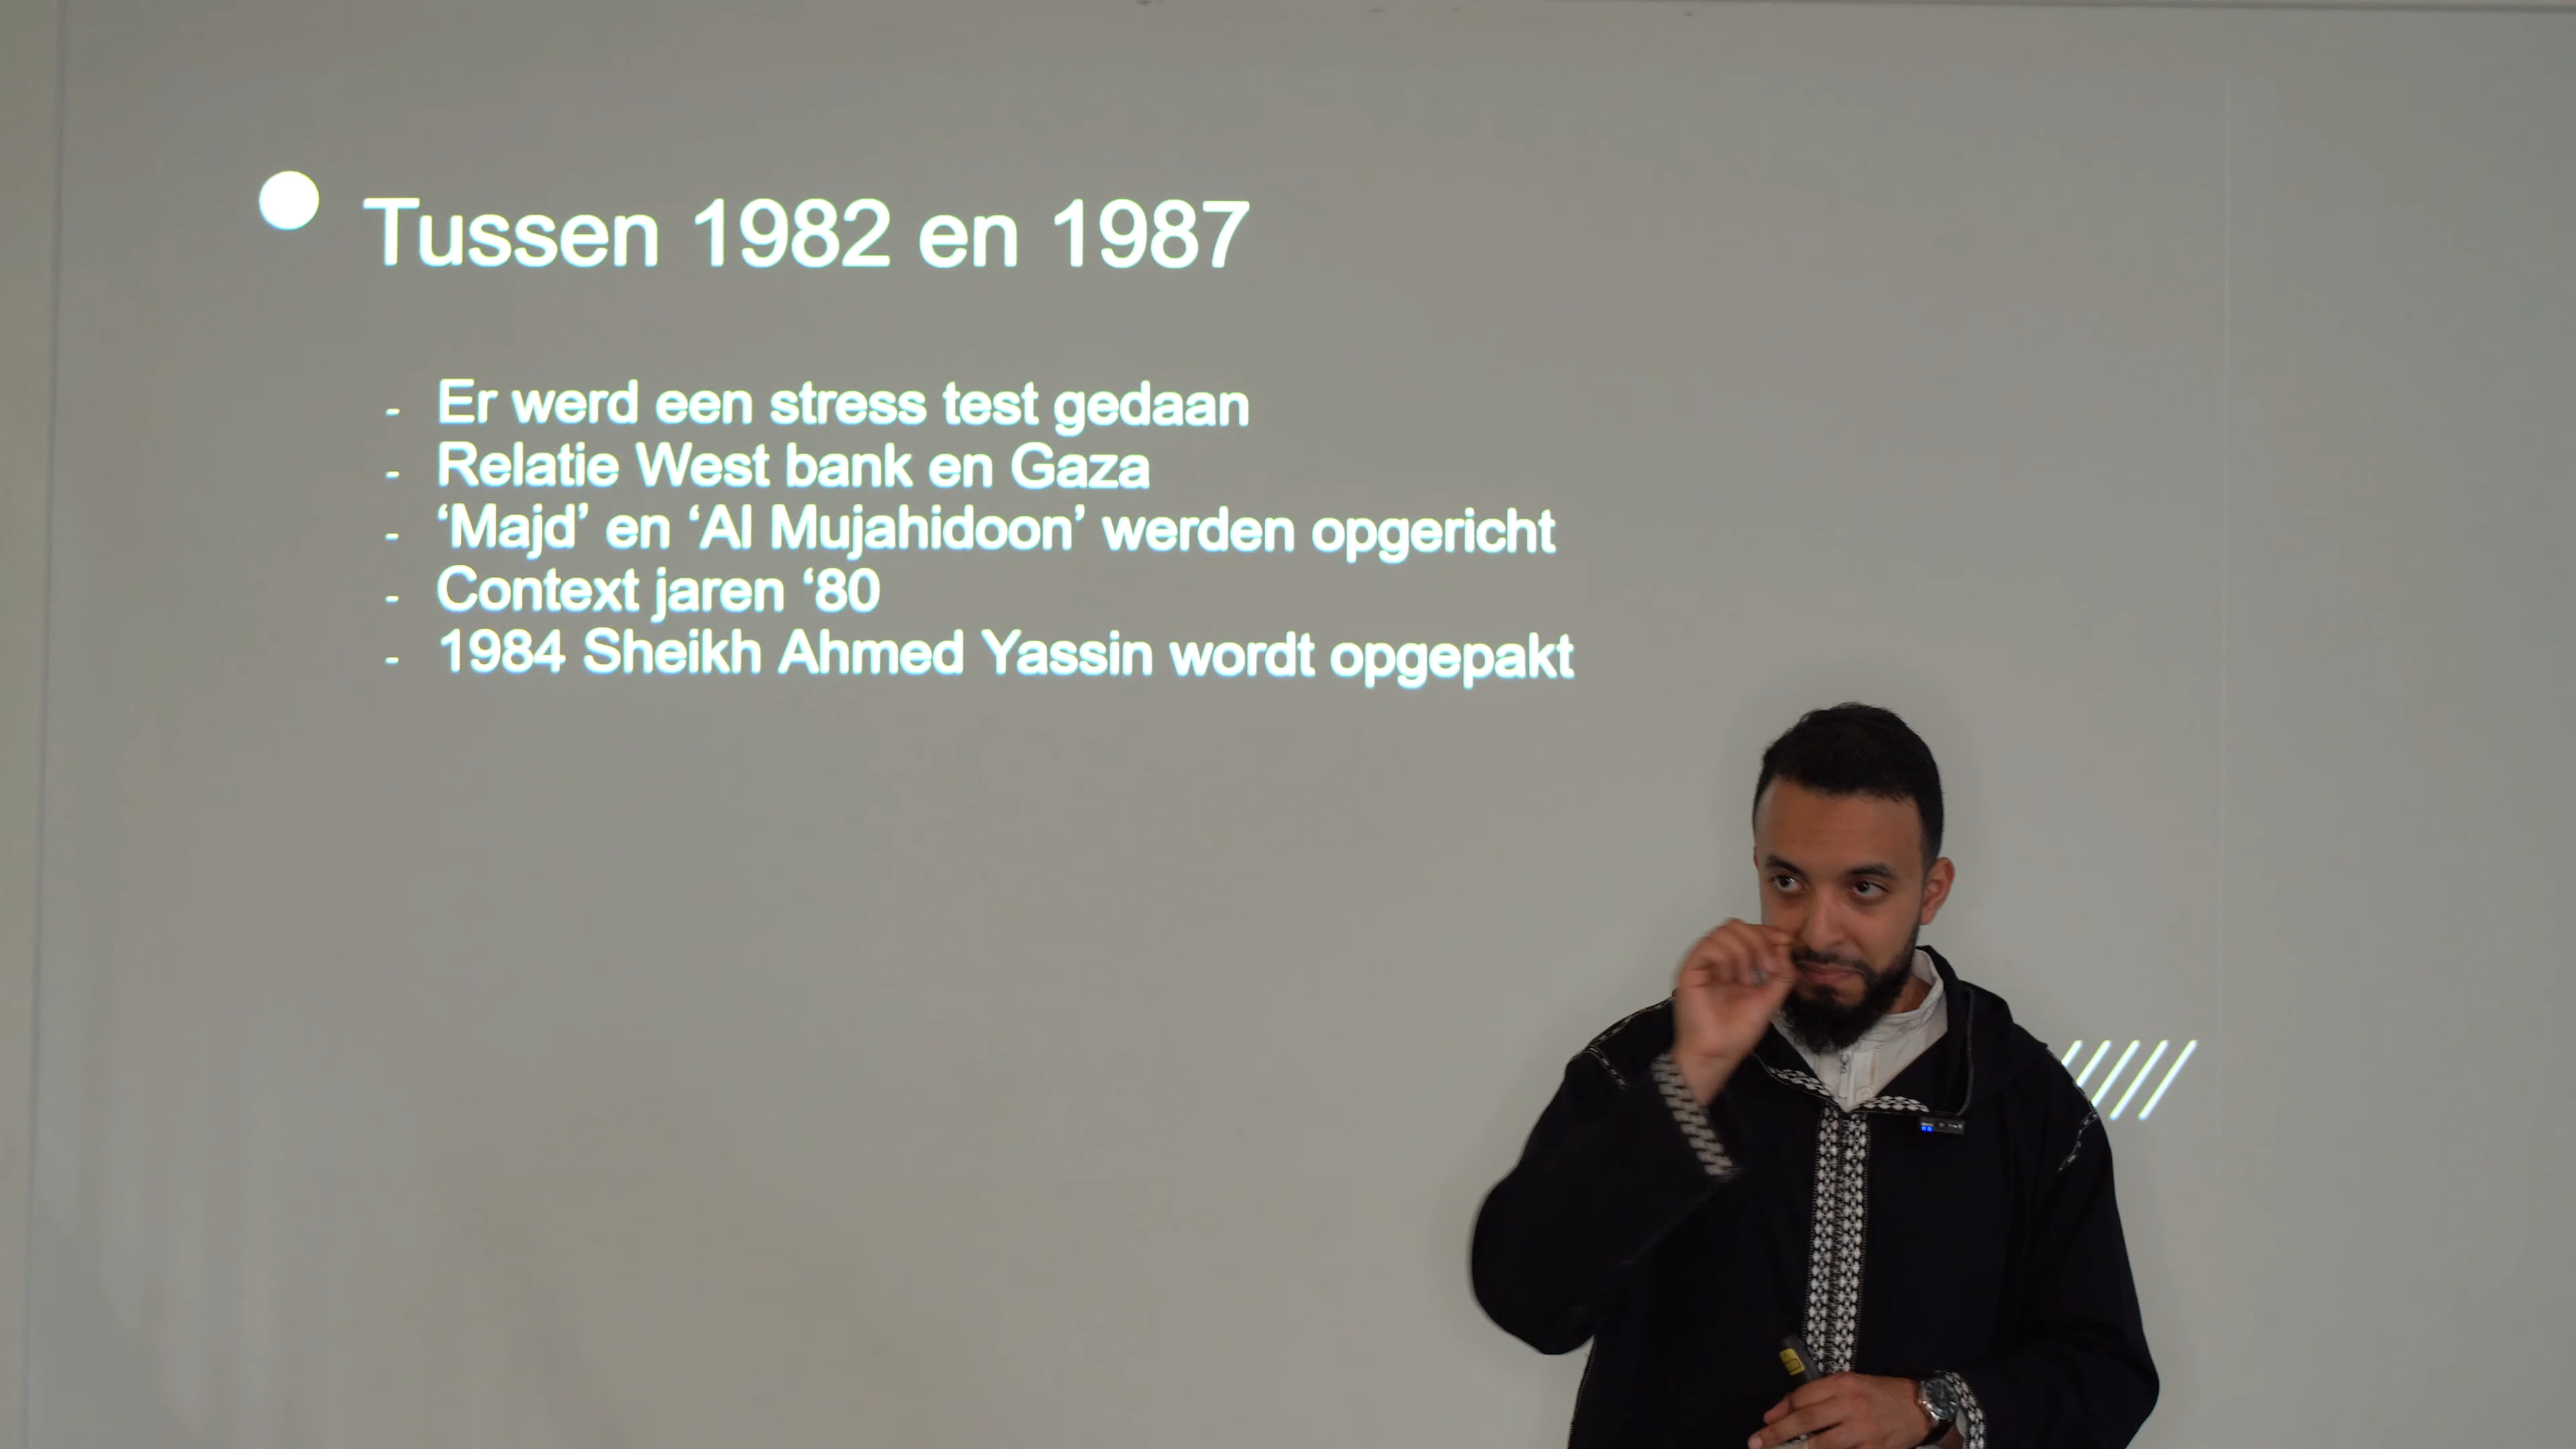 Tussen 1982 en 1987
- Er werd een stress test gedaan
- Relatie West bank en Gaza
- ‘Majd’ en ‘Al Mujahidoon’ werden opgericht
- Context jaren ‘80
- 1984 Sheikh Ahmed Yassin wordt opgepakt